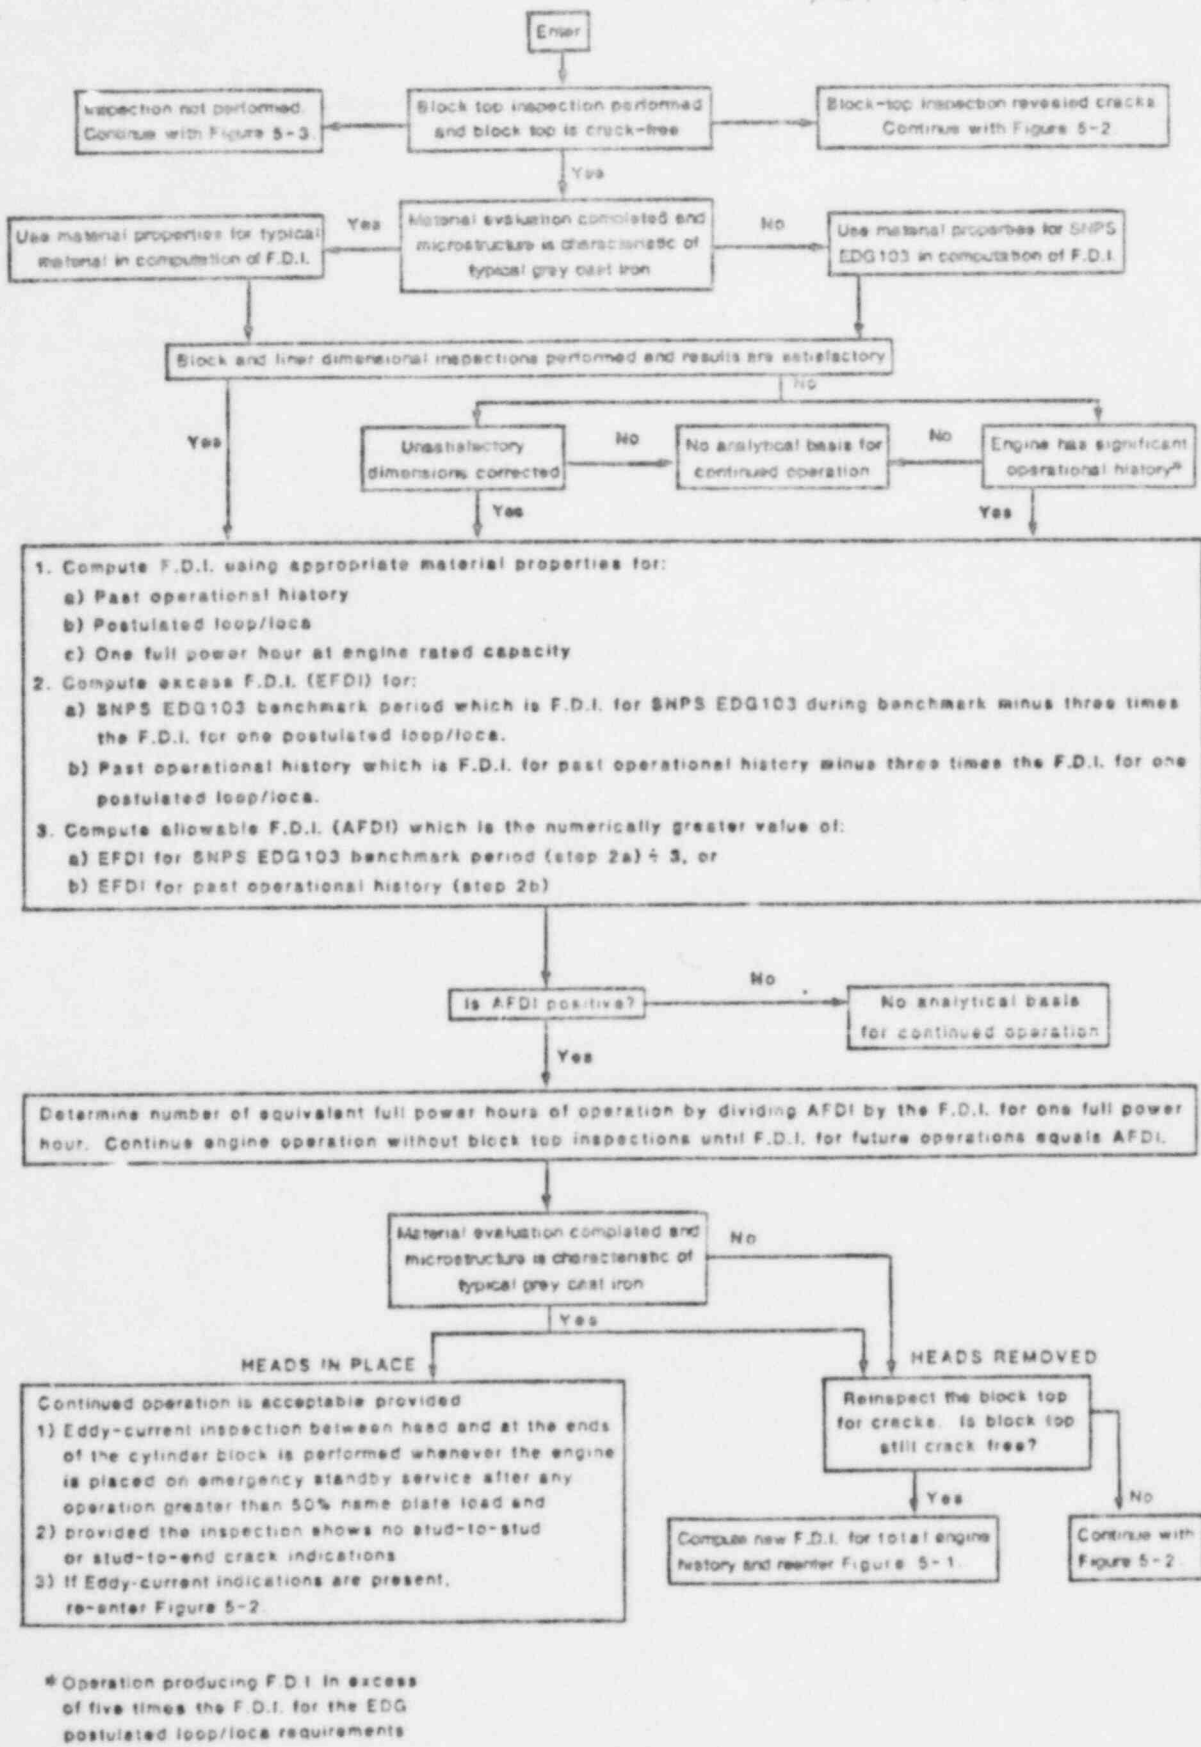 Enter
Inspection not performed.
Continue with Figure 5-3.
Block top inspection performed
and block top is crack-free
Block-top inspection revealed cracks.
Continue with Figure 5-2.
Yes
Use material properties for typical
material in computation of F.D.I.
Yes
Material evaluation completed and
microstructure is characteristic of
typical grey cast iron
No
Use material properties for SNPS
EDG103 in computation of F.D.I.
Block and liner dimensional inspections performed and results are satisfactory
No
Yes
Unsatisfactory
dimensions corrected
No
No analytical basis for
continued operation
No
Engine has significant
operational history*
Yes
Yes
1. Compute F.D.I. using appropriate material properties for:
a) Past operational history
b) Postulated loop/loca
c) One full power hour at engine rated capacity
2. Compute excess F.D.I. (EFDI) for:
a) SNPS EDG103 benchmark period which is F.D.I. for SNPS EDG103 during benchmark minus three times
the F.D.I. for one postulated loop/loca.
b) Past operational history which is F.D.I. for past operational history minus three times the F.D.I. for one
postulated loop/loca.
3. Compute allowable F.D.I. (AFDI) which is the numerically greater value of:
a) EFDI for SNPS EDG103 benchmark period (step 2a) ÷ 3, or
b) EFDI for past operational history (step 2b)
Is AFDI positive?
No
No analytical basis
for continued operation
Yes
Determine number of equivalent full power hours of operation by dividing AFDI by the F.D.I. for one full power
hour. Continue engine operation without block top inspections until F.D.I. for future operations equals AFDI.
Material evaluation completed and
microstructure is characteristic of
typical grey cast iron
No
Yes
HEADS IN PLACE
HEADS REMOVED
Continued operation is acceptable provided
1) Eddy-current inspection between head and at the ends
of the cylinder block is performed whenever the engine
is placed on emergency standby service after any
operation greater than 50% name plate load and
2) provided the inspection shows no stud-to-stud
or stud-to-end crack indications
3) If Eddy-current indications are present,
re-enter Figure 5-2.
Reinspect the block top
for cracks. Is block top
still crack free?
Yes
No
Compute new F.D.I. for total engine
history and reenter Figure 5-1.
Continue with
Figure 5-2.
* Operation producing F.D.I. in excess
of five times the F.D.I. for the EDG
postulated loop/loca requirements